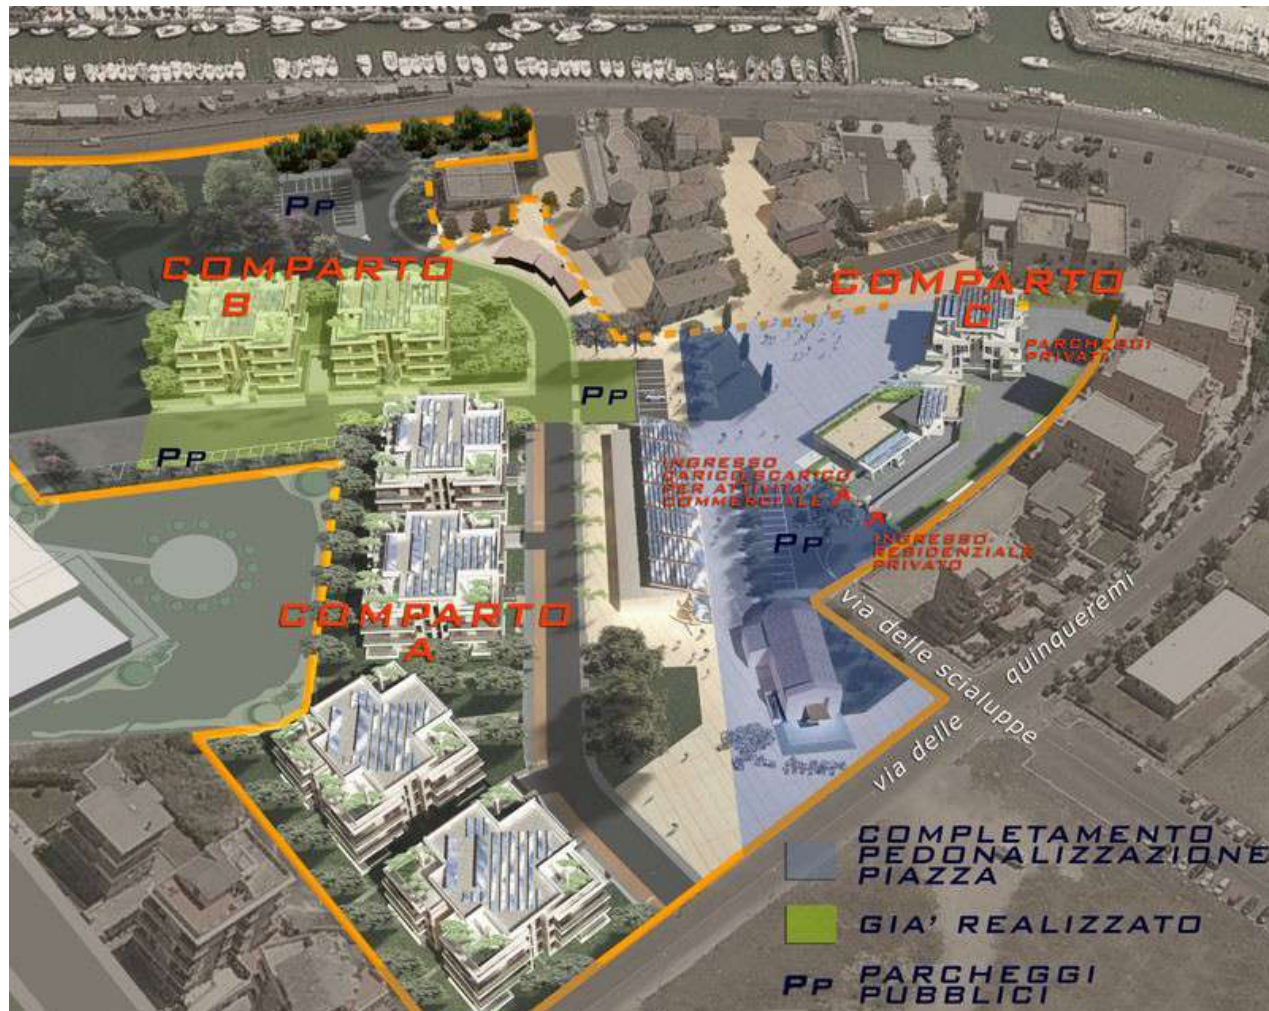 Pp
COMPARTO
B
COMPARTO
C
PARCHEGGI
PRIVATI
Pp
Pp
INGRESSO
CARICO/SCARICO
PER ATTIVITA'
COMMERCIALE
Pp
INGRESSO
RESIDENZIALE
PRIVATO
COMPARTO
A
via delle scialuppe
via delle quinqueremi
COMPLETAMENTO
PEDONALIZZAZIONE
PIAZZA
GIA' REALIZZATO
Pp PARCHEGGI
PUBBLICI